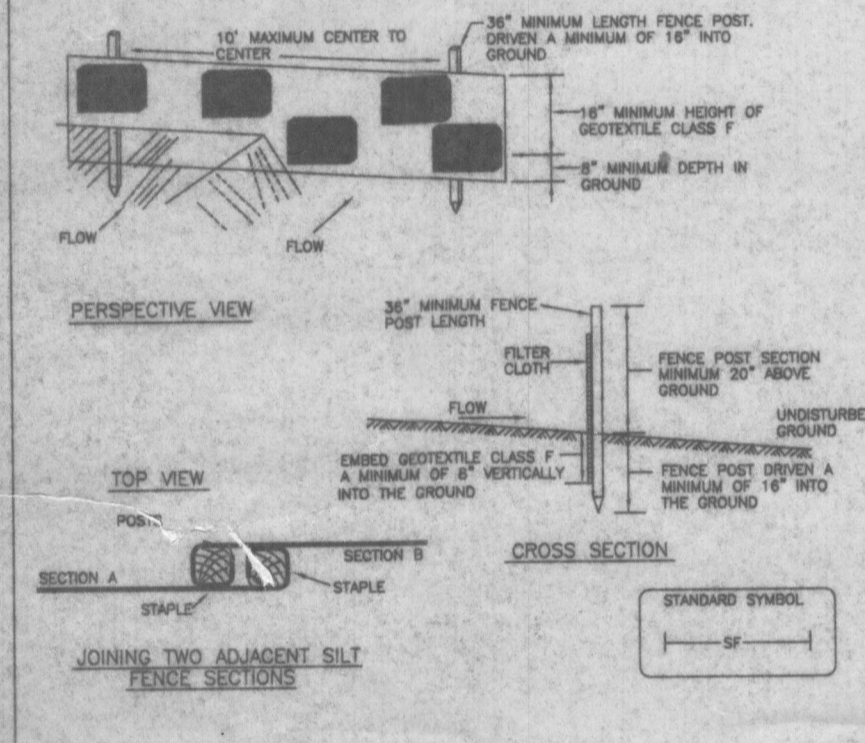 10' MAXIMUM CENTER TO
CENTER
36" MINIMUM LENGTH FENCE POST,
DRIVEN A MINIMUM OF 16" INTO
GROUND
16" MINIMUM HEIGHT OF
GEOTEXTILE CLASS F
8" MINIMUM DEPTH IN
GROUND
FLOW
FLOW
PERSPECTIVE VIEW
36" MINIMUM FENCE
POST LENGTH
FILTER
CLOTH
FENCE POST SECTION
MINIMUM 20" ABOVE
GROUND
FLOW
UNDISTURBE
GROUND
EMBED GEOTEXTILE CLASS F
A MINIMUM OF 8" VERTICALLY
INTO THE GROUND
FENCE POST DRIVEN A
MINIMUM OF 16" INTO
THE GROUND
CROSS SECTION
TOP VIEW
POSTS
SECTION A
SECTION B
STAPLE
STAPLE
JOINING TWO ADJACENT SILT
FENCE SECTIONS
STANDARD SYMBOL
SF